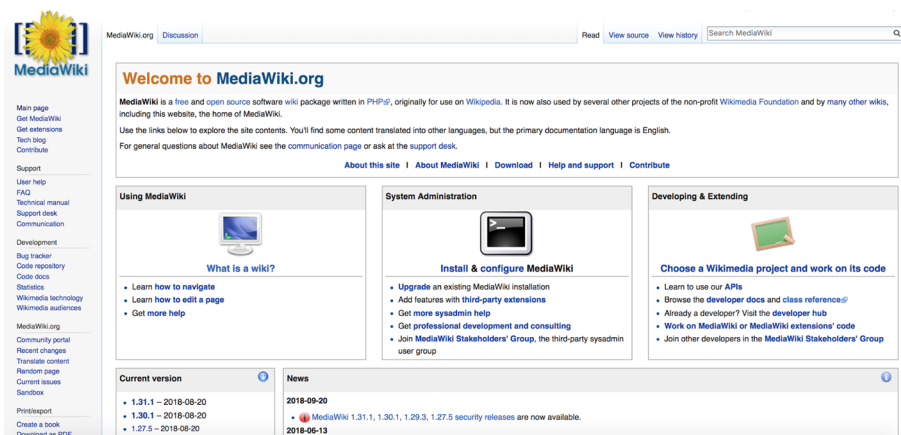 MediaWiki
Main page
Get MediaWiki
Get extensions
Tech blog
Contribute
Support
User help
FAQ
Technical manual
Support desk
Communication
Development
Bug tracker
Code repository
Code docs
Statistics
Wikimedia technology
Wikimedia audiences
MediaWiki.org
Community portal
Recent changes
Translate content
Random page
Current issues
Sandbox
Print/export
Create a book
Download as PDF
MediaWiki.org Discussion Read View source View history Search MediaWiki
Welcome to MediaWiki.org
MediaWiki is a free and open source software wiki package written in PHP, originally for use on Wikipedia. It is now also used by several other projects of the non-profit Wikimedia Foundation and by many other wikis,
including this website, the home of MediaWiki.
Use the links below to explore the site contents. You'll find some content translated into other languages, but the primary documentation language is English.
For general questions about MediaWiki see the communication page or ask at the support desk.
About this site | About MediaWiki | Download | Help and support | Contribute
Using MediaWiki
What is a wiki?
• Learn how to navigate
• Learn how to edit a page
• Get more help
System Administration
>_
Install & configure MediaWiki
• Upgrade an existing MediaWiki installation
• Add features with third-party extensions
• Get more sysadmin help
• Get professional development and consulting
• Join MediaWiki Stakeholders' Group, the third-party sysadmin
user group
Developing & Extending
Choose a Wikimedia project and work on its code
• Learn to use our APIs
• Browse the developer docs and class reference
• Already a developer? Visit the developer hub
• Work on MediaWiki or MediaWiki extensions' code
• Join other developers in the MediaWiki Stakeholders' Group
Current version
• 1.31.1 – 2018-08-20
• 1.30.1 – 2018-08-20
• 1.27.5 – 2018-08-20
News
2018-09-20
• MediaWiki 1.31.1, 1.30.1, 1.29.3, 1.27.5 security releases are now available.
2018-06-13